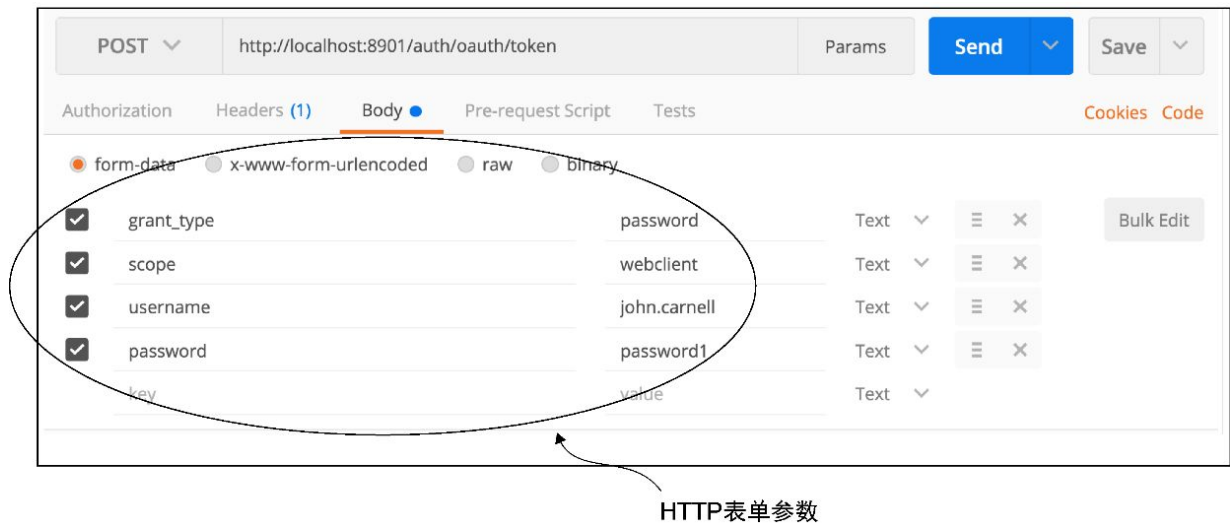 POST http://localhost:8901/auth/oauth/token Params Send Save
Authorization Headers (1) Body Pre-request Script Tests Cookies Code
form-data x-www-form-urlencoded raw binary
grant_type password Text Bulk Edit
scope webclient Text
username john.carnell Text
password password1 Text
key value Text
HTTP表单参数